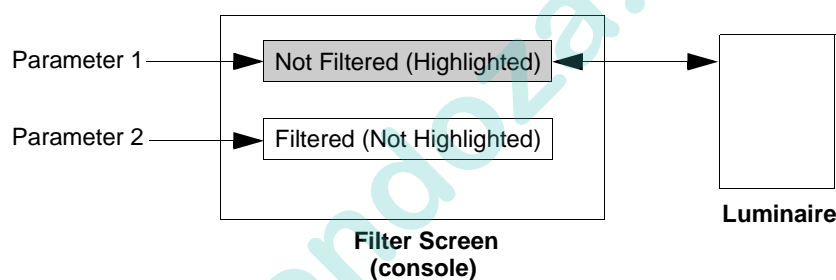 Parameter 1
Not Filtered (Highlighted)
Parameter 2
Filtered (Not Highlighted)
Luminaire
Filter Screen
(console)